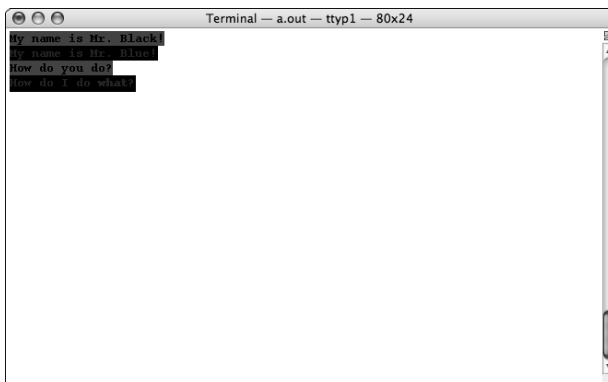 Terminal — a.out — ttyp1 — 80x24
My name is Mr. Black!
My name is Mr. Blue!
How do you do?
How do I do what?